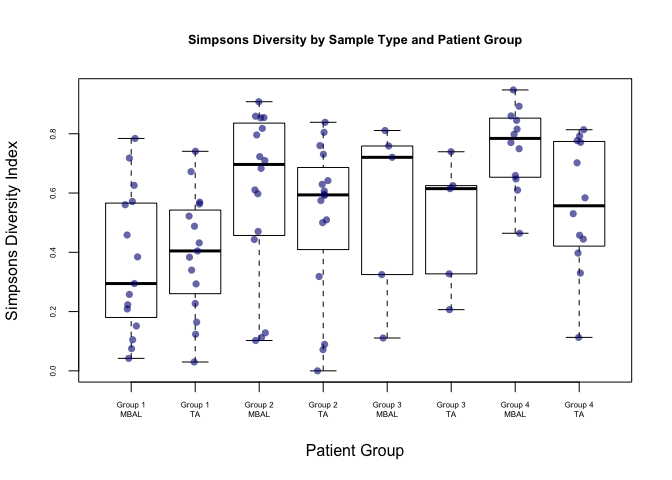 Simpsons Diversity by Sample Type and Patient Group
Simpsons Diversity Index
0.8
0.6
0.4
0.2
0.0
Group 1 Group 1 Group 2 Group 2 Group 3 Group 3 Group 4 Group 4
MBAL TA MBAL TA MBAL TA MBAL TA
Patient Group